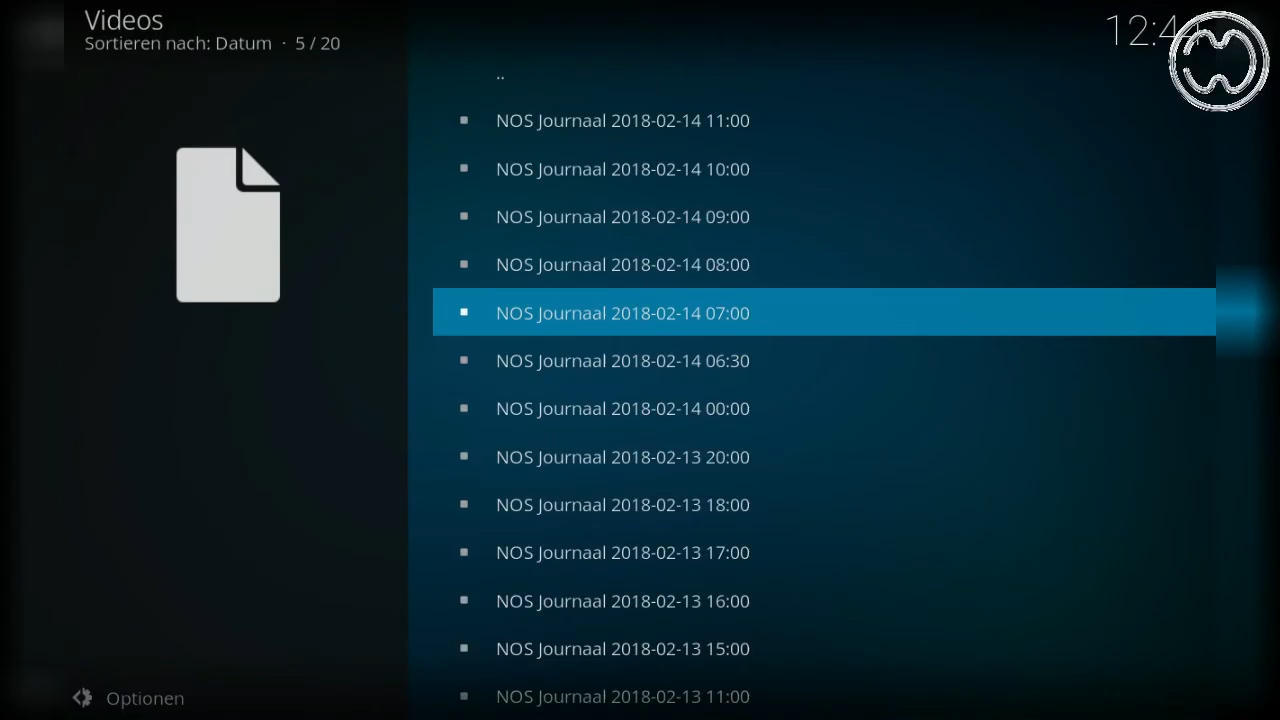 Videos
Sortieren nach: Datum · 5 / 20
..
NOS Journaal 2018-02-14 11:00
NOS Journaal 2018-02-14 10:00
NOS Journaal 2018-02-14 09:00
NOS Journaal 2018-02-14 08:00
NOS Journaal 2018-02-14 07:00
NOS Journaal 2018-02-14 06:30
NOS Journaal 2018-02-14 00:00
NOS Journaal 2018-02-13 20:00
NOS Journaal 2018-02-13 18:00
NOS Journaal 2018-02-13 17:00
NOS Journaal 2018-02-13 16:00
NOS Journaal 2018-02-13 15:00
NOS Journaal 2018-02-13 11:00
Optionen